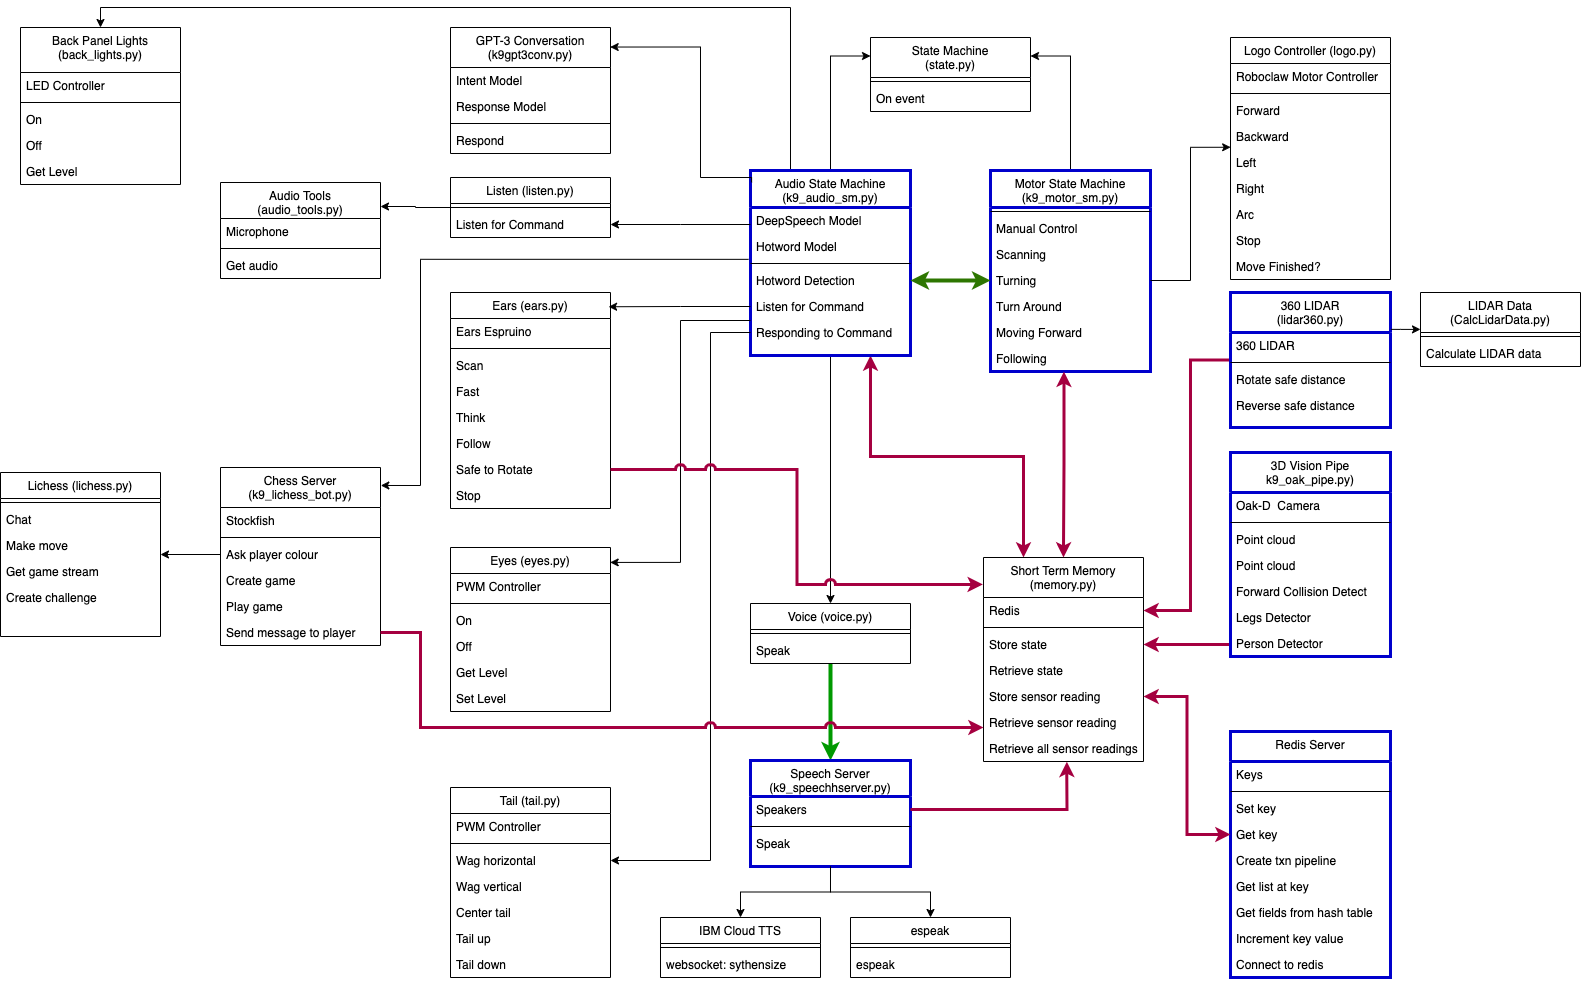 Back Panel Lights
(back_lights.py)
LED Controller
On
Off
Get Level
GPT-3 Conversation
(k9gpt3conv.py)
Intent Model
Response Model
Respond
State Machine
(state.py)
On event
Logo Controller (logo.py)
Roboclaw Motor Controller
Forward
Backward
Left
Right
Arc
Stop
Move Finished?
Audio Tools
(audio_tools.py)
Microphone
Get audio
Listen (listen.py)
Listen for Command
Audio State Machine
(k9_audio_sm.py)
DeepSpeech Model
Hotword Model
Hotword Detection
Listen for Command
Responding to Command
Motor State Machine
(k9_motor_sm.py)
Manual Control
Scanning
Turning
Turn Around
Moving Forward
Following
Ears (ears.py)
Ears Espruino
Scan
Fast
Think
Follow
Safe to Rotate
Stop
360 LIDAR
(lidar360.py)
360 LIDAR
Rotate safe distance
Reverse safe distance
LIDAR Data
(CalcLidarData.py)
Calculate LIDAR data
Lichess (lichess.py)
Chat
Make move
Get game stream
Create challenge
Chess Server
(k9_lichess_bot.py)
Stockfish
Ask player colour
Create game
Play game
Send message to player
3D Vision Pipe
k9_oak_pipe.py)
Oak-D  Camera
Point cloud
Point cloud
Forward Collision Detect
Legs Detector
Person Detector
Eyes (eyes.py)
PWM Controller
On
Off
Get Level
Set Level
Voice (voice.py)
Speak
Short Term Memory
(memory.py)
Redis
Store state
Retrieve state
Store sensor reading
Retrieve sensor reading
Retrieve all sensor readings
Redis Server
Keys
Set key
Get key
Create txn pipeline
Get list at key
Get fields from hash table
Increment key value
Connect to redis
Speech Server
(k9_speechhserver.py)
Speakers
Speak
Tail (tail.py)
PWM Controller
Wag horizontal
Wag vertical
Center tail
Tail up
Tail down
IBM Cloud TTS
websocket: sythensize
espeak
espeak